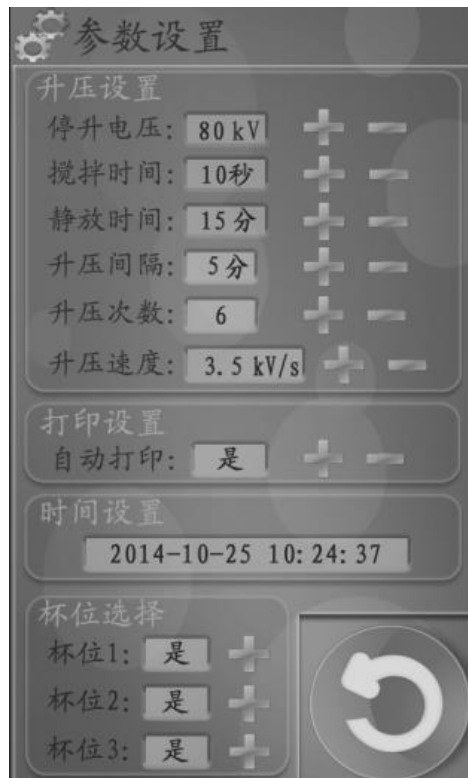 参数设置
升压设置
停升电压: 80 kV
搅拌时间: 10秒
静放时间: 15 分
升压间隔: 5分
升压次数: 6
升压速度: 3.5 kV/s
打印设置
自动打印: 是
时间设置
2014-10-25 10:24:37
杯位选择
杯位1: 是
杯位2: 是
杯位3: 是